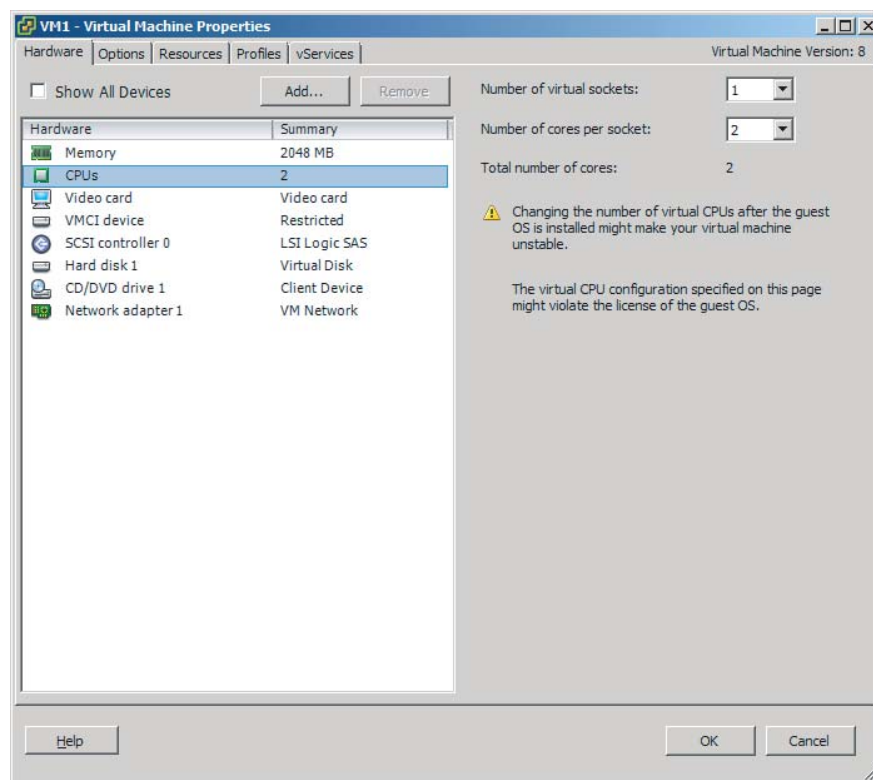 VM1 - Virtual Machine Properties
Hardware Options Resources Profiles vServices Virtual Machine Version: 8
Show All Devices Add... Remove
Hardware Summary
Memory 2048 MB
CPUs 2
Video card Video card
VMCI device Restricted
SCSI controller 0 LSI Logic SAS
Hard disk 1 Virtual Disk
CD/DVD drive 1 Client Device
Network adapter 1 VM Network
Number of virtual sockets: 1
Number of cores per socket: 2
Total number of cores: 2
Changing the number of virtual CPUs after the guest
OS is installed might make your virtual machine
unstable.
The virtual CPU configuration specified on this page
might violate the license of the guest OS.
Help OK Cancel